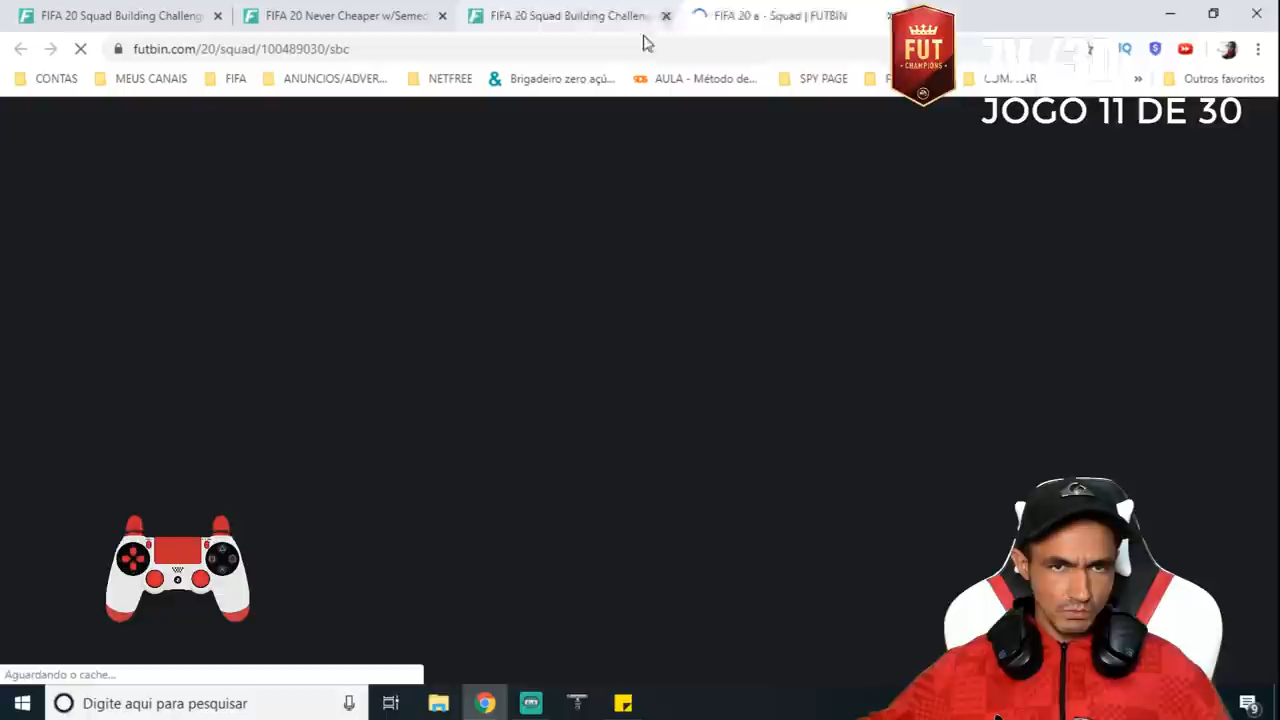 FIFA 20 Squad Building Challeng
FIFA 20 Never Cheaper w/Semed
FIFA 20 Squad Building Challen
FIFA 20 a - Squad | FUTBIN
futbin.com/20/squad/100489030/sbc
CONTAS
MEUS CANAIS
FIFA
ANUNCIOS/ADVER...
NETFREE
Brigadeiro zero açú...
AULA - Método de...
SPY PAGE
Outros favoritos
FUT
CHAMPIONS
JOGO 11 DE 30
Aguardando o cache...
Digite aqui para pesquisar
9